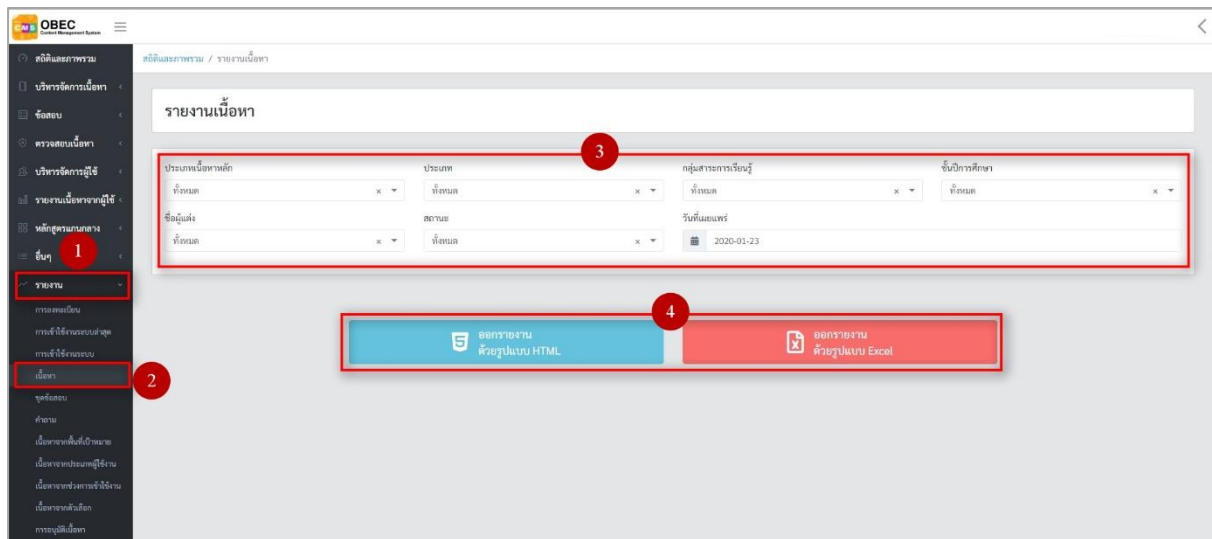 CMS OBEC
Content Management System
สถิติและภาพรวม
บริหารจัดการเนื้อหา
ข้อสอบ
ตรวจสอบเนื้อหา
บริหารจัดการผู้ใช้
รายงานเนื้อหาจากผู้ใช้
หลักสูตรแกนกลาง
อื่นๆ
1
รายงาน
การลงทะเบียน
การเข้าใช้งานระบบล่าสุด
การเข้าใช้งานระบบ
เนื้อหา
2
ชุดข้อสอบ
คำถาม
เนื้อหาจากพื้นที่เป้าหมาย
เนื้อหาจากประเภทผู้ใช้งาน
เนื้อหาจากช่วงการเข้าใช้งาน
เนื้อหาจากตัวเลือก
การอนุมัติเนื้อหา
สถิติและภาพรวม / รายงานเนื้อหา
รายงานเนื้อหา
3
ประเภทเนื้อหาหลัก ประเภท กลุ่มสาระการเรียนรู้ ชั้นปีการศึกษา
ทั้งหมด × ทั้งหมด × ทั้งหมด × ทั้งหมด ×
ชื่อผู้แต่ง สถานะ วันที่เผยแพร่
ทั้งหมด × ทั้งหมด × 2020-01-23
4
ออกรายงาน ออกรายงาน
ด้วยรูปแบบ HTML ด้วยรูปแบบ Excel